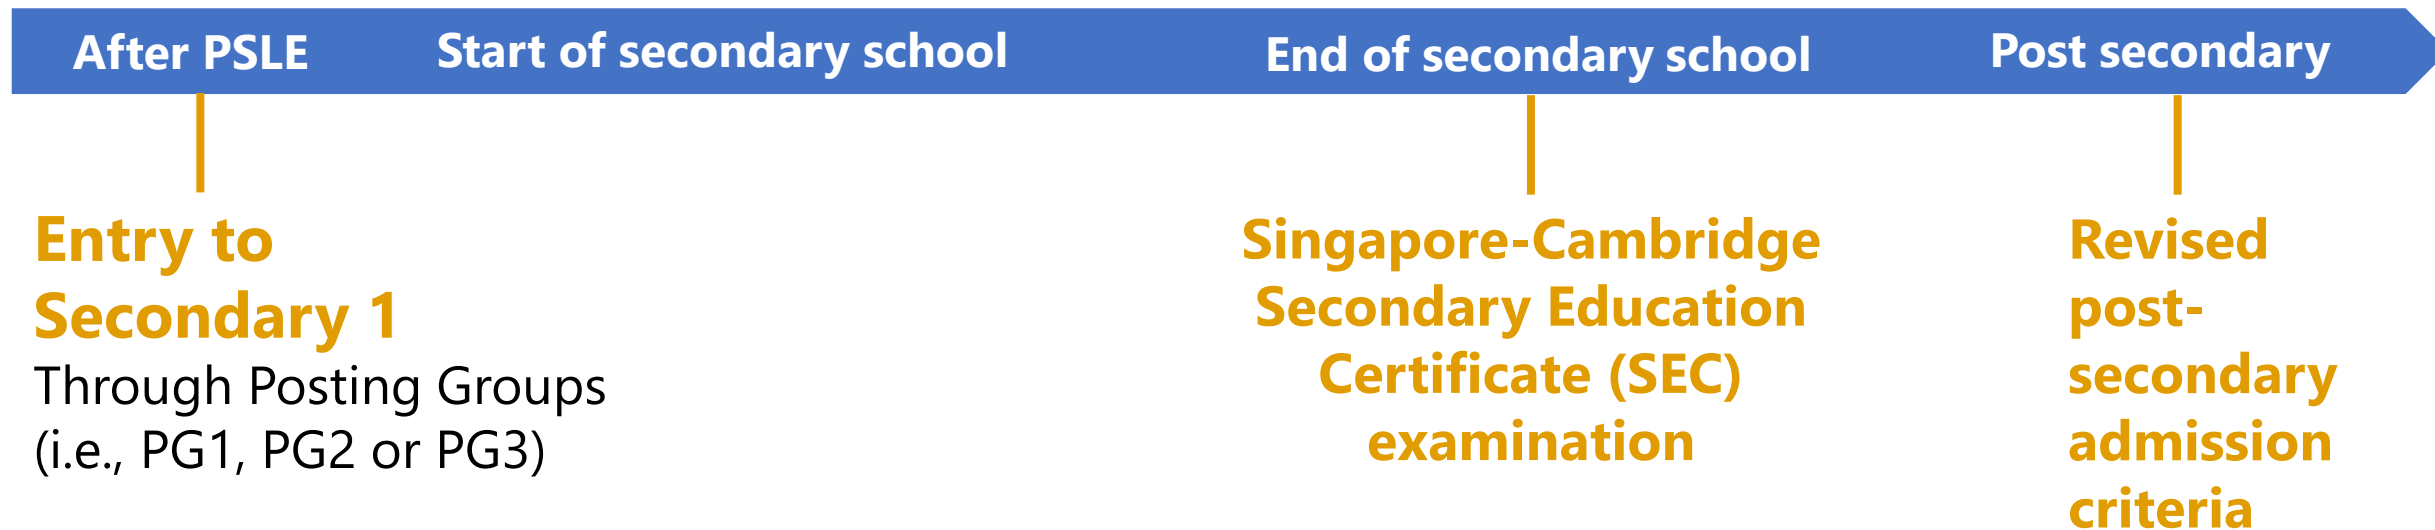 After PSLE
Start of secondary school
End of secondary school
Post secondary
Entry to
Secondary 1
Through Posting Groups
(i.e., PG1, PG2 or PG3)
Singapore-Cambridge
Secondary Education
Certificate (SEC)
examination
Revised
post-
secondary
admission
criteria